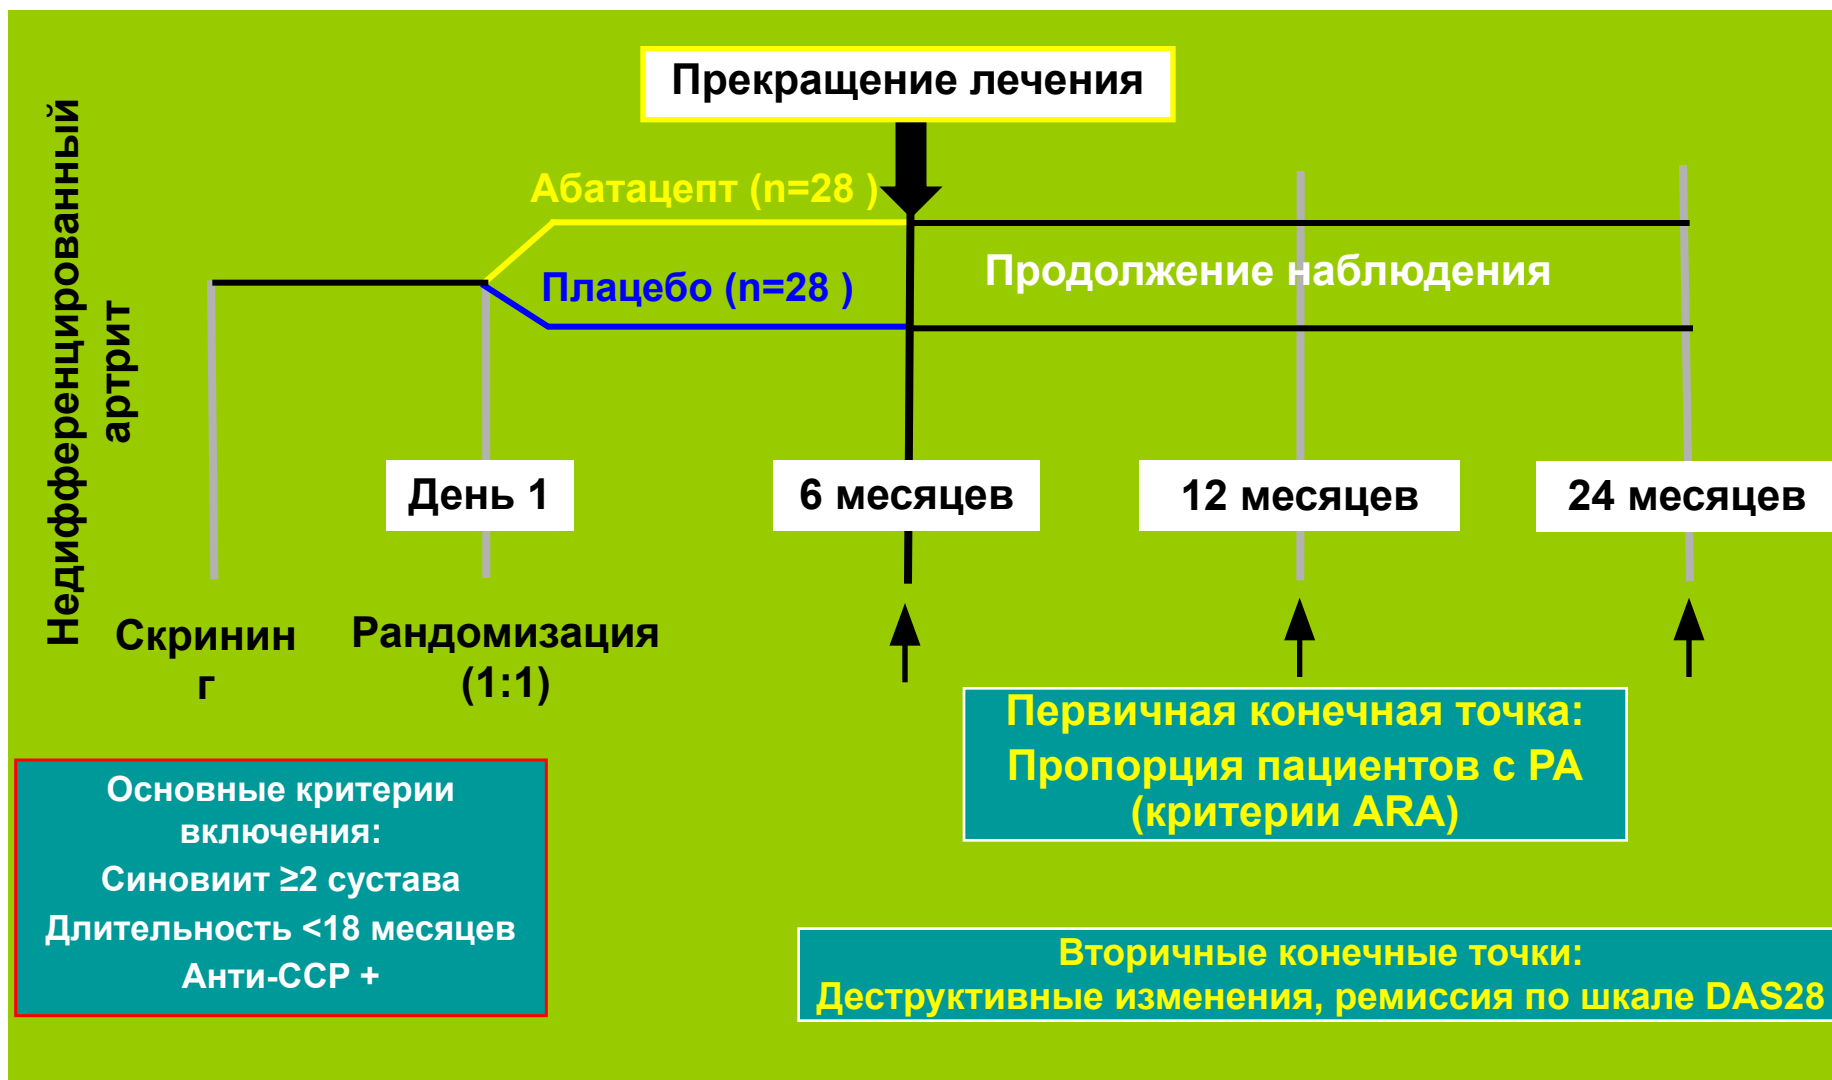 Прекращение лечения
Недифференцированный
артрит
Абатацепт (n=28 )
Плацебо (n=28 )
Продолжение наблюдения
День 1
6 месяцев
12 месяцев
24 месяцев
Скринин
г
Рандомизация
(1:1)
Первичная конечная точка:
Пропорция пациентов с РА
(критерии ARA)
Основные критерии
включения:
Синовиит ≥2 сустава
Длительность <18 месяцев
Анти-ССР +
Вторичные конечные точки:
Деструктивные изменения, ремиссия по шкале DAS28